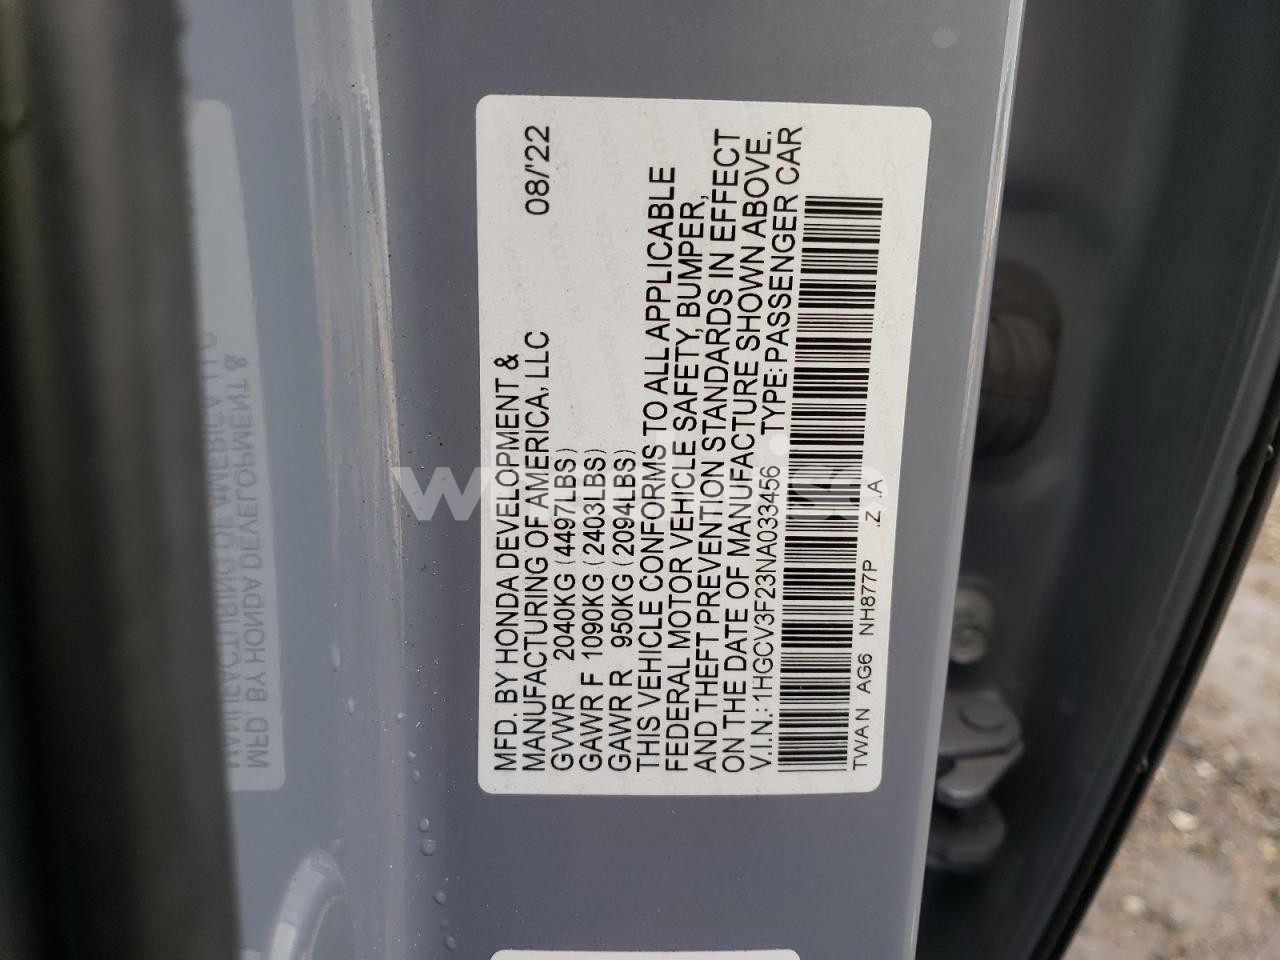 MFD. BY HONDA DEVELOPMENT &
MANUFACTURING OF AMERICA, LLC 08/'22
GVWR 2040KG (4497LBS)
GAWR F 1090KG (2403LBS)
GAWR R 950KG (2094LBS)
THIS VEHICLE CONFORMS TO ALL APPLICABLE
FEDERAL MOTOR VEHICLE SAFETY, BUMPER,
AND THEFT PREVENTION STANDARDS IN EFFECT
ON THE DATE OF MANUFACTURE SHOWN ABOVE.
V.I.N.: 1HGCV3F23NA033456 TYPE: PASSENGER CAR
TWAN AG6 NH877P .Z .A